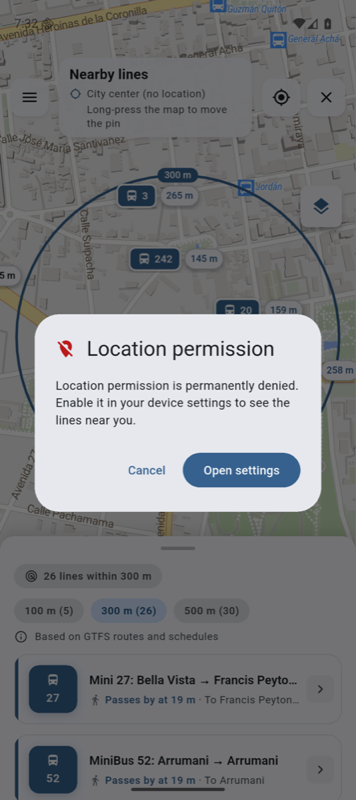 7:32
Avenida Heroínas de la Coronilla
Guzmán Quitón
General Acha
General Acha
Nearby lines
City center (no location)
Long-press the map to move
the pin
Calle José María Santivañez
300 m
3
265 m
Jordán
Calle Suipacha
242
145 m
5 m
20
159 m
258 m
Location permission
Location permission is permanently denied.
Enable it in your device settings to see the
lines near you.
Cancel
Open settings
Avenida
Calle Pachamama
26 lines within 300 m
100 m (5)
300 m (26)
500 m (30)
Based on GTFS routes and schedules
27
Mini 27: Bella Vista → Francis Peyto...
Passes by at 19 m · To Francis Peyton...
52
MiniBus 52: Arrumani → Arrumani
Passes by at 19 m · To Arrumani